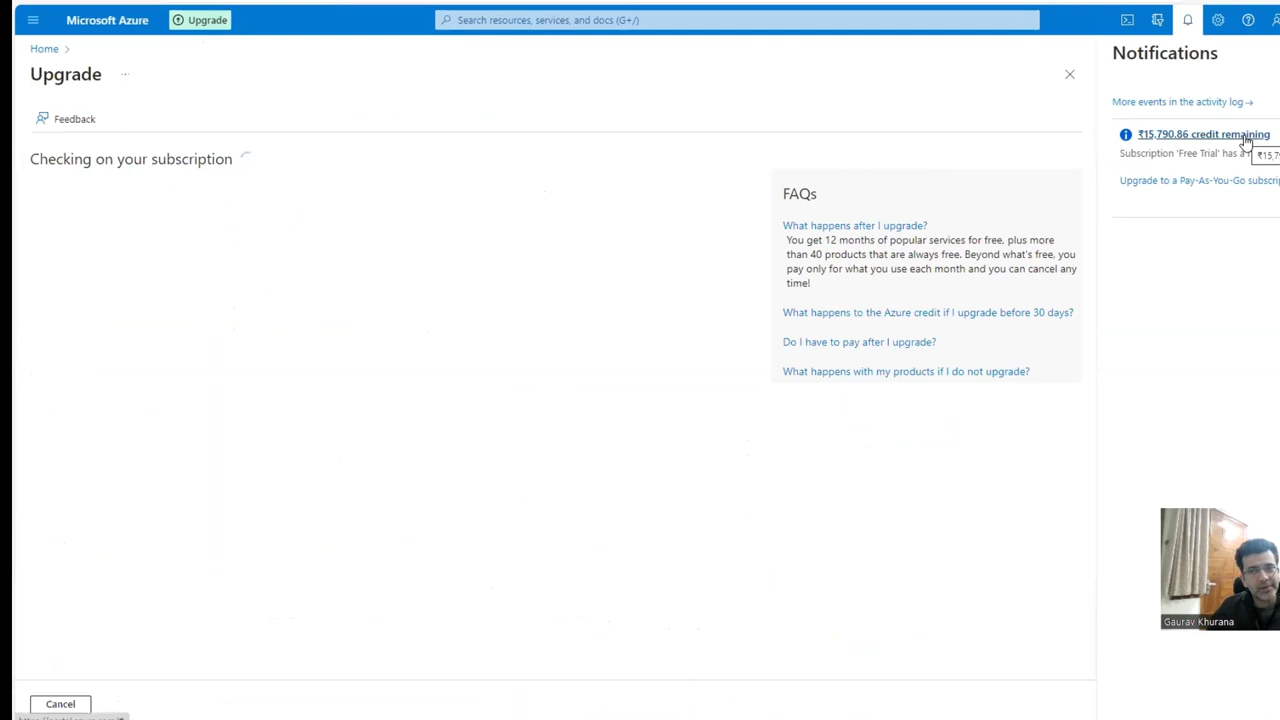 Microsoft Azure
Upgrade
Search resources, services, and docs (G+/)
Home
Upgrade
Feedback
Checking on your subscription
FAQs
What happens after I upgrade?
You get 12 months of popular services for free, plus more
than 40 products that are always free. Beyond what's free, you
pay only for what you use each month and you can cancel any
time!
What happens to the Azure credit if I upgrade before 30 days?
Do I have to pay after I upgrade?
What happens with my products if I do not upgrade?
Cancel
Notifications
More events in the activity log →
₹15,790.86 credit remaining
Subscription 'Free Trial' has a
Upgrade to a Pay-As-You-Go
Gaurav Khurana